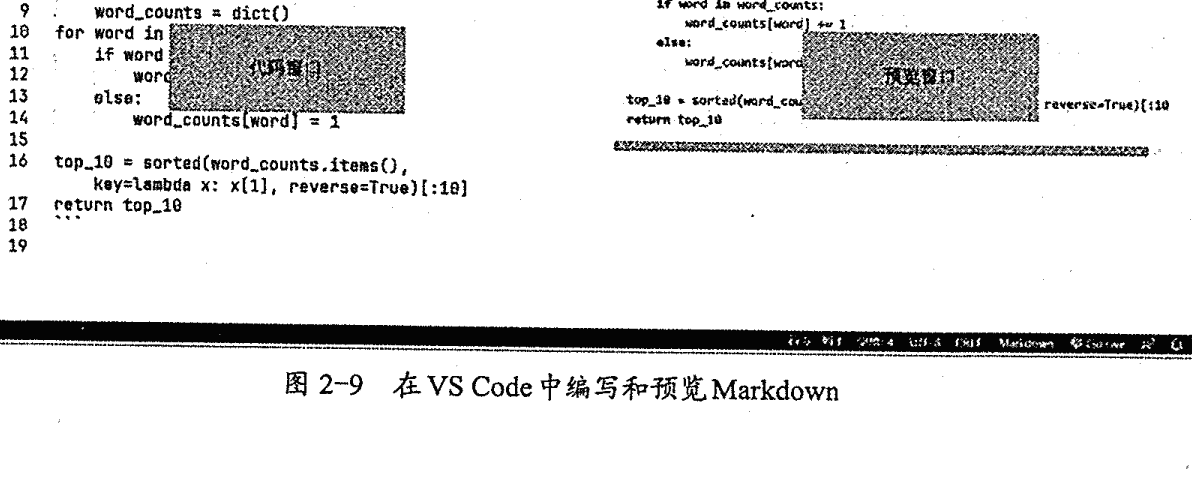 9 word_counts = dict()
10 for word in
11 if word
12 word
13 else:
14 word_counts[word] = 1
15
16 top_10 = sorted(word_counts.items(),
key=lambda x: x[1], reverse=True)[:10]
17 return top_10
18 ```
19
代码窗口
if word in word_counts:
word_counts[word] += 1
else:
word_counts[word
top_10 = sorted(word_cou
reverse=True)[:10
return top_10
预览窗口
Markdown
图 2-9 在 VS Code 中编写和预览 Markdown